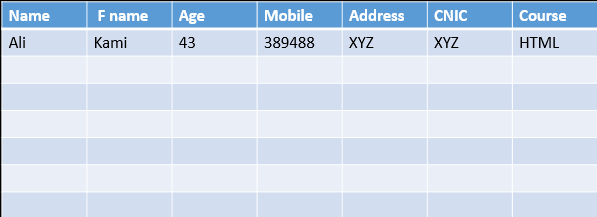 Name F name Age Mobile Address CNIC Course
Ali Kami 43 389488 XYZ XYZ HTML